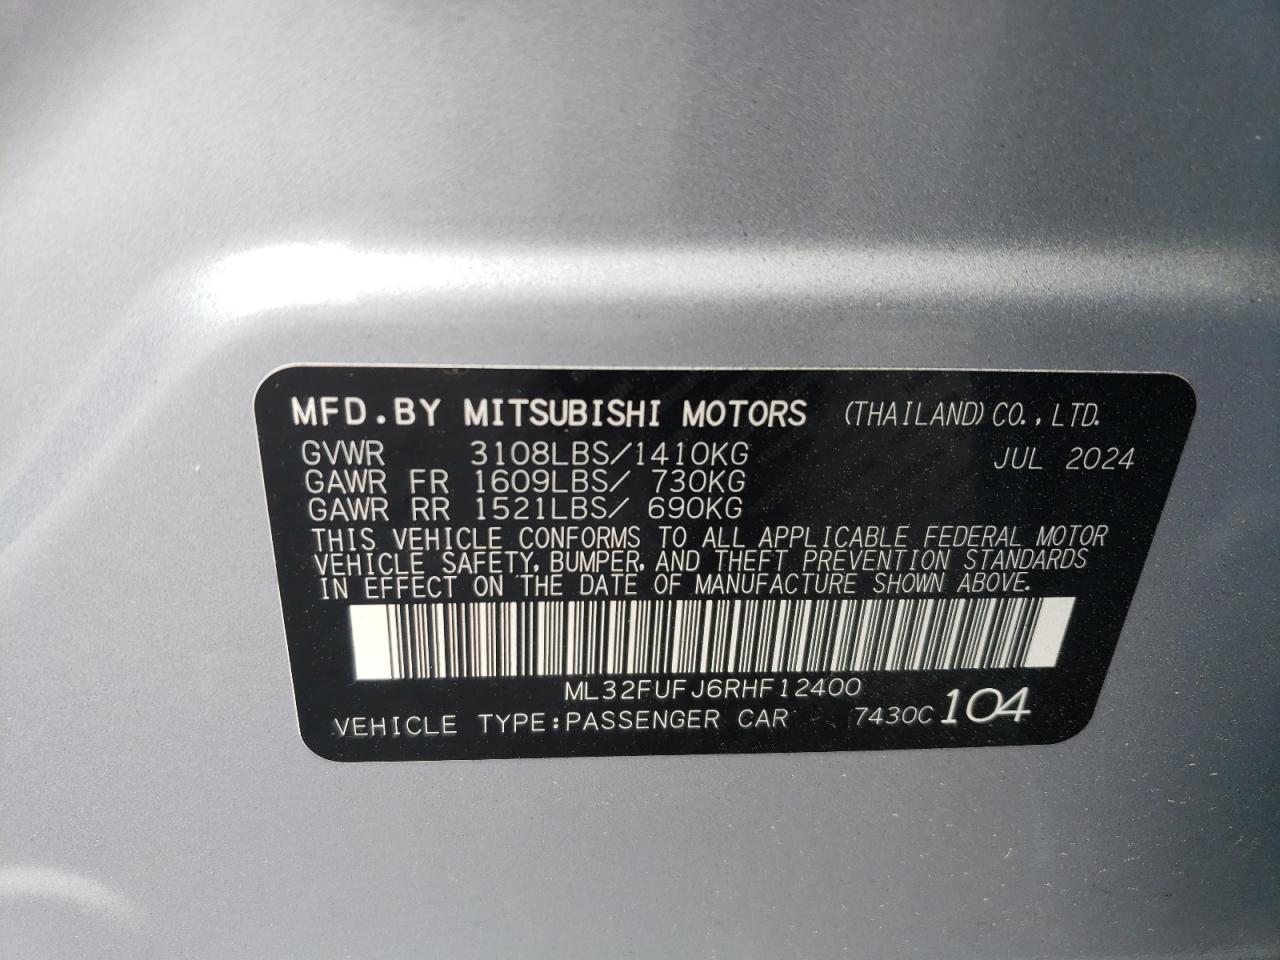 MFD.BY MITSUBISHI MOTORS (THAILAND) CO., LTD.
GVWR 3108LBS/1410KG JUL 2024
GAWR FR 1609LBS/ 730KG
GAWR RR 1521LBS/ 690KG
THIS VEHICLE CONFORMS TO ALL APPLICABLE FEDERAL MOTOR
VEHICLE SAFETY, BUMPER, AND THEFT PREVENTION STANDARDS
IN EFFECT ON THE DATE OF MANUFACTURE SHOWN ABOVE.
ML32FUFJ6RHF12400
VEHICLE TYPE:PASSENGER CAR 7430C 104